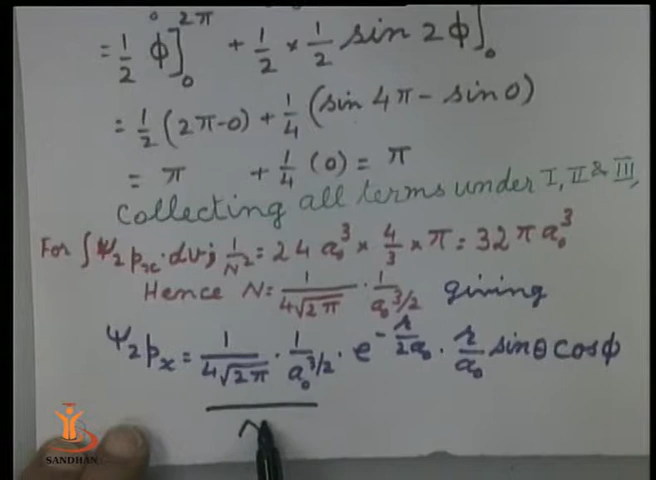 = 1/2 ϕ]₀^2π + 1/2 × 1/2 sin 2ϕ]₀
= 1/2 (2π-0) + 1/4 (sin 4π - sin 0)
= π + 1/4 (0) = π
Collecting all terms under I, II & III,
For ∫ Ψ₂pₓ · dv; 1/N² = 24 a₀³ × 4/3 × π = 32 π a₀³
Hence N = 1/4√2π · 1/a₀^3/2 giving
Ψ₂pₓ = 1/4√2π · 1/a₀^3/2 · e^-r/2a₀ · r/a₀ sinθ cosϕ
SANDHAN